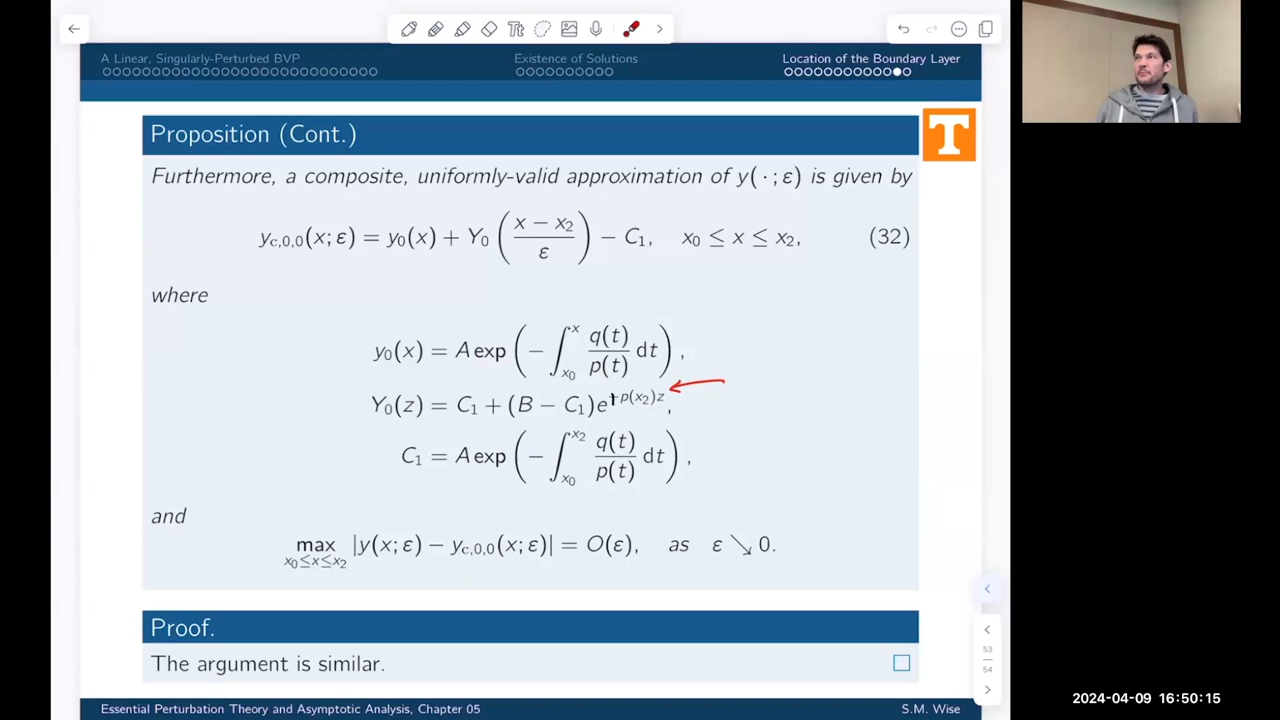 A Linear, Singularly-Perturbed BVP
Existence of Solutions
Location of the Boundary Layer
Proposition (Cont.)
T
Furthermore, a composite, uniformly-valid approximation of y( · ; ε) is given by
y_{c,0,0}(x; ε) = y_0(x) + Y_0((x − x_2)/ε) − C_1,   x_0 ≤ x ≤ x_2,   (32)
where
y_0(x) = A exp(−∫_{x_0}^{x} q(t)/p(t) dt),
Y_0(z) = C_1 + (B − C_1)e^{-p(x_2)z},
C_1 = A exp(−∫_{x_0}^{x_2} q(t)/p(t) dt),
and
max_{x_0≤x≤x_2} |y(x; ε) − y_{c,0,0}(x; ε)| = O(ε),   as   ε ↘ 0.
53
54
Proof.
The argument is similar.
2024-04-09 16:50:15
Essential Perturbation Theory and Asymptotic Analysis, Chapter 05
S.M. Wise